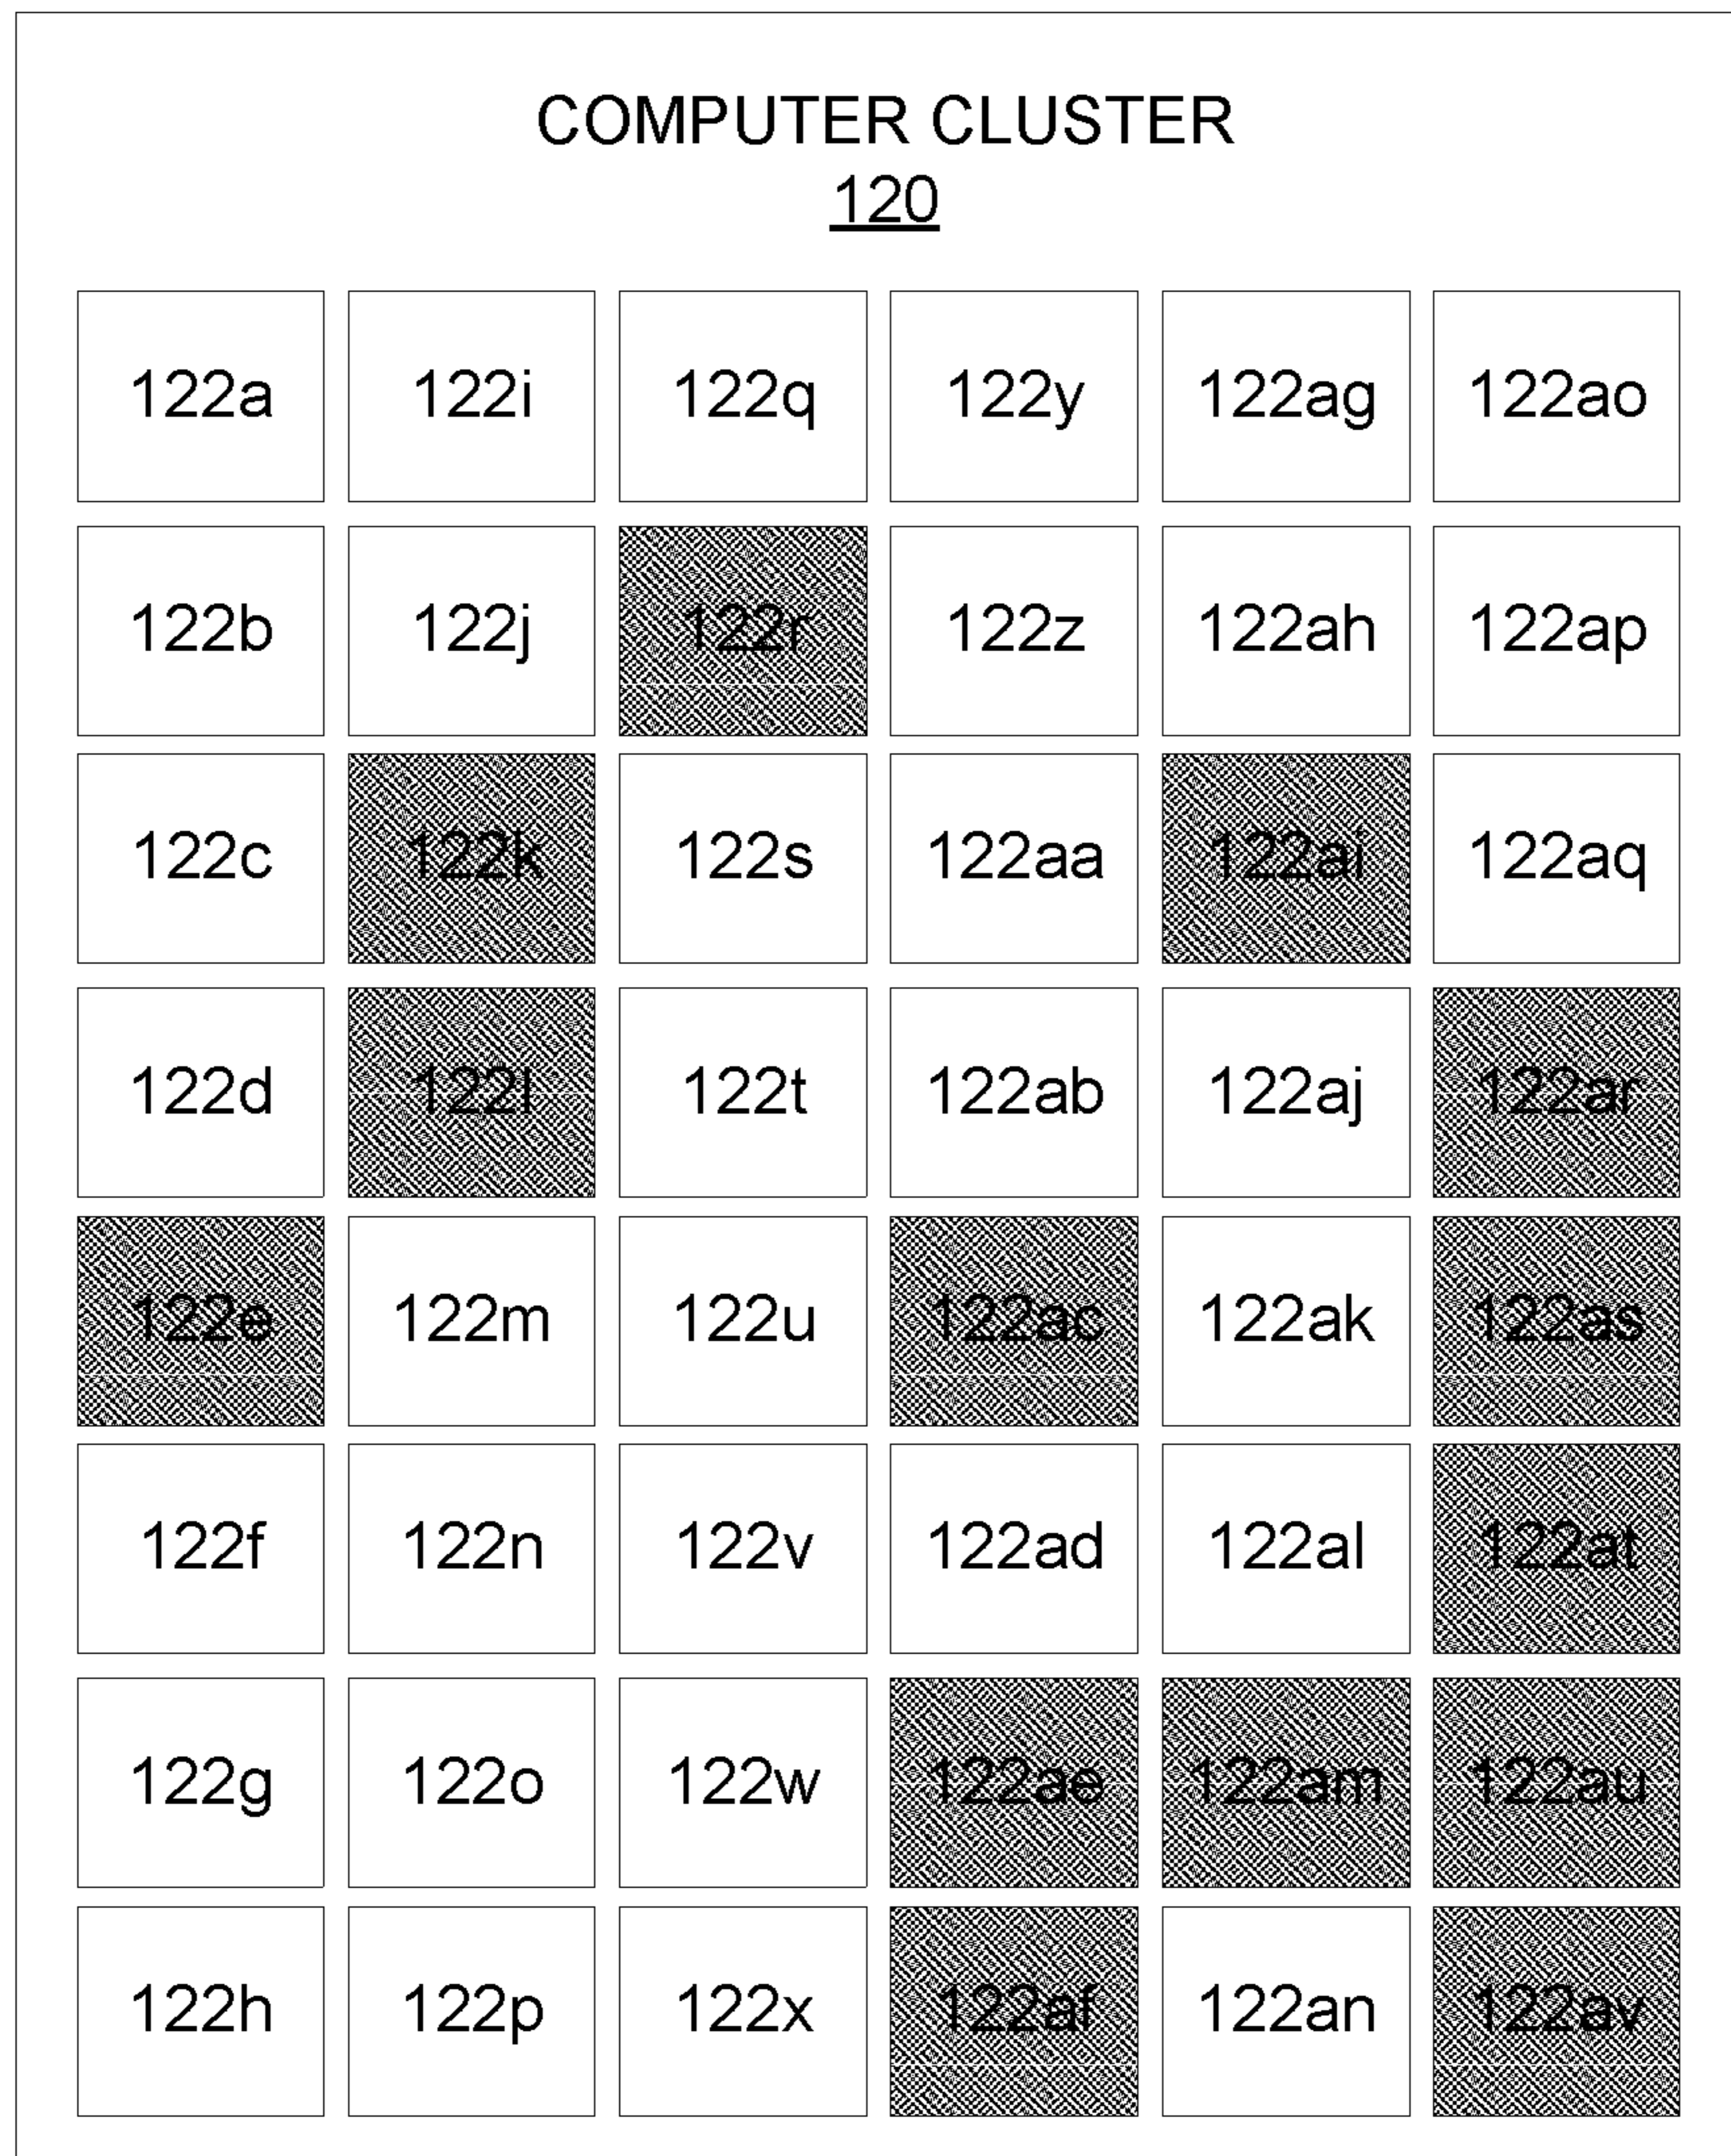 COMPUTER CLUSTER
120
122a 122i 122q 122y 122ag 122ao
122b 122j 122r 122z 122ah 122ap
122c 122k 122s 122aa 122ai 122aq
122d 122l 122t 122ab 122aj 122ar
122e 122m 122u 122ac 122ak 122as
122f 122n 122v 122ad 122al 122at
122g 122o 122w 122ae 122am 122au
122h 122p 122x 122af 122an 122av